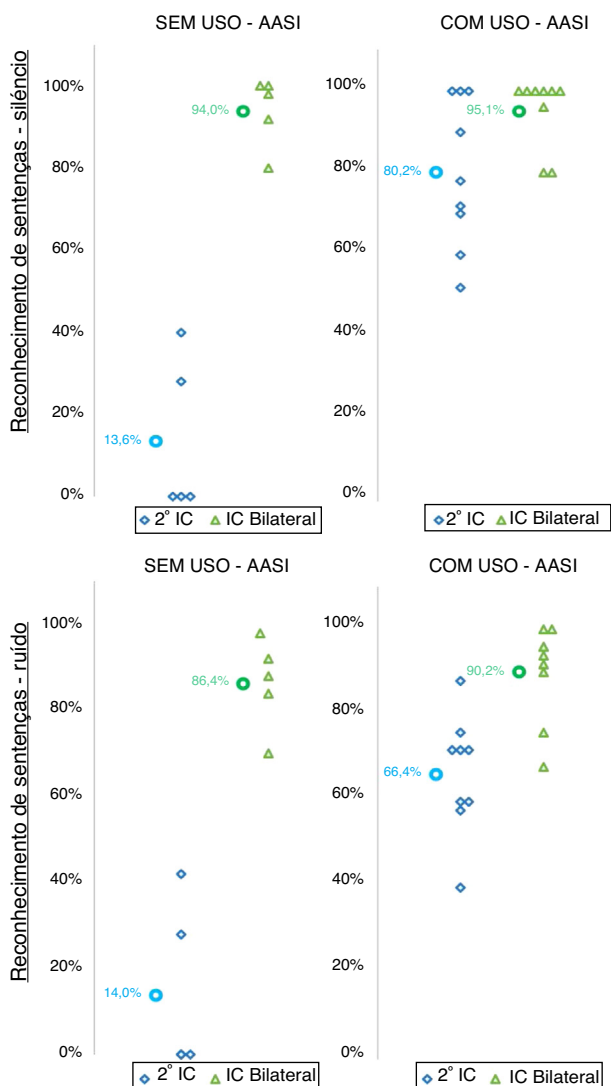 SEM USO - AASI
COM USO - AASI
Reconhecimento de sentenças - siléncio
100%
80%
60%
40%
20%
0%
94,0%
13,6%
2° IC
IC Bilateral
100%
80%
60%
40%
20%
0%
95,1%
80,2%
2° IC
IC Bilateral
SEM USO - AASI
COM USO - AASI
Reconhecimento de sentenças - ruído
100%
80%
60%
40%
20%
0%
86,4%
14,0%
2° IC
IC Bilateral
100%
80%
60%
40%
20%
0%
90,2%
66,4%
2° IC
IC Bilateral